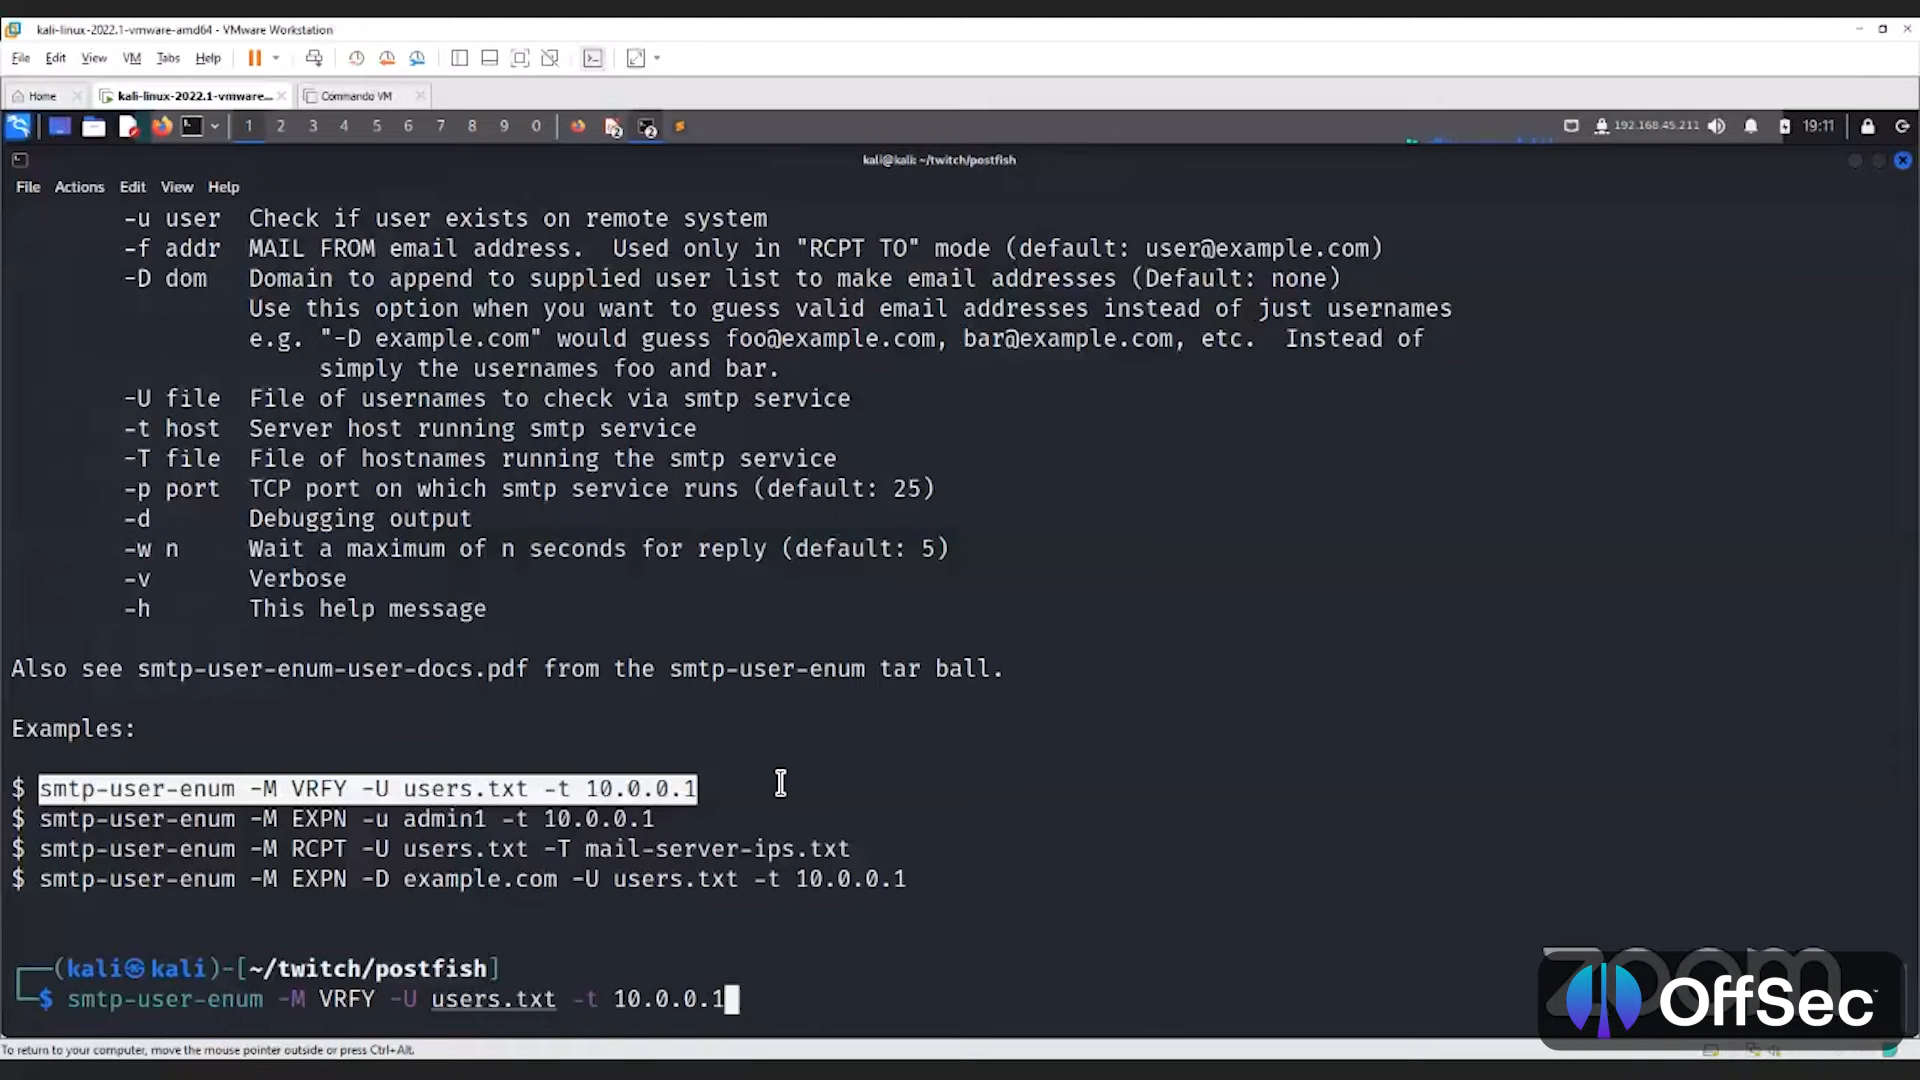 kali-linux-2022.1-vmware-amd64 - VMware Workstation
File Edit View VM Tabs Help
Home kali-linux-2022.1-vmware... Commando VM
1 2 3 4 5 6 7 8 9 0 192.168.45.211 19:11
kali@kali: ~/twitch/postfish
File Actions Edit View Help
-u user Check if user exists on remote system
-f addr MAIL FROM email address. Used only in "RCPT TO" mode (default: user@example.com)
-D dom Domain to append to supplied user list to make email addresses (Default: none)
Use this option when you want to guess valid email addresses instead of just usernames
e.g. "-D example.com" would guess foo@example.com, bar@example.com, etc. Instead of
simply the usernames foo and bar.
-U file File of usernames to check via smtp service
-t host Server host running smtp service
-T file File of hostnames running the smtp service
-p port TCP port on which smtp service runs (default: 25)
-d Debugging output
-w n Wait a maximum of n seconds for reply (default: 5)
-v Verbose
-h This help message
Also see smtp-user-enum-user-docs.pdf from the smtp-user-enum tar ball.
Examples:
$ smtp-user-enum -M VRFY -U users.txt -t 10.0.0.1
$ smtp-user-enum -M EXPN -u admin1 -t 10.0.0.1
$ smtp-user-enum -M RCPT -U users.txt -T mail-server-ips.txt
$ smtp-user-enum -M EXPN -D example.com -U users.txt -t 10.0.0.1
(kali㉿kali)-[~/twitch/postfish]
$ smtp-user-enum -M VRFY -U users.txt -t 10.0.0.1
zoom
OffSec™
To return to your computer, move the mouse pointer outside or press Ctrl+Alt.